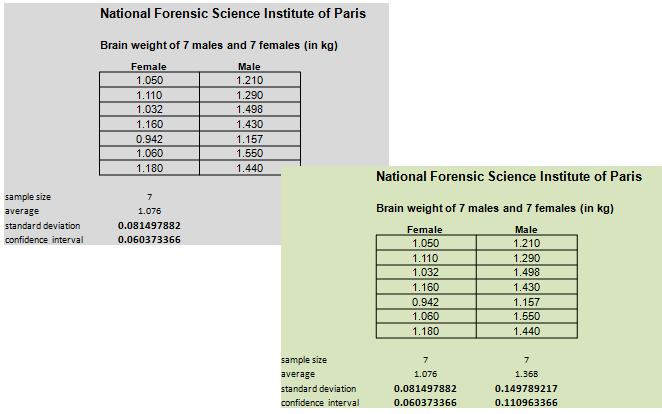 National Forensic Science Institute of Paris
Brain weight of 7 males and 7 females (in kg)
Female Male
1.050 1.210
1.110 1.290
1.032 1.498
1.160 1.430
0.942 1.157
1.060 1.550
1.180 1.440
sample size 7
average 1.076
standard deviation 0.081497882
confidence interval 0.060373366
National Forensic Science Institute of Paris
Brain weight of 7 males and 7 females (in kg)
Female Male
1.050 1.210
1.110 1.290
1.032 1.498
1.160 1.430
0.942 1.157
1.060 1.550
1.180 1.440
sample size 7 7
average 1.076 1.368
standard deviation 0.081497882 0.149789217
confidence interval 0.060373366 0.110963366